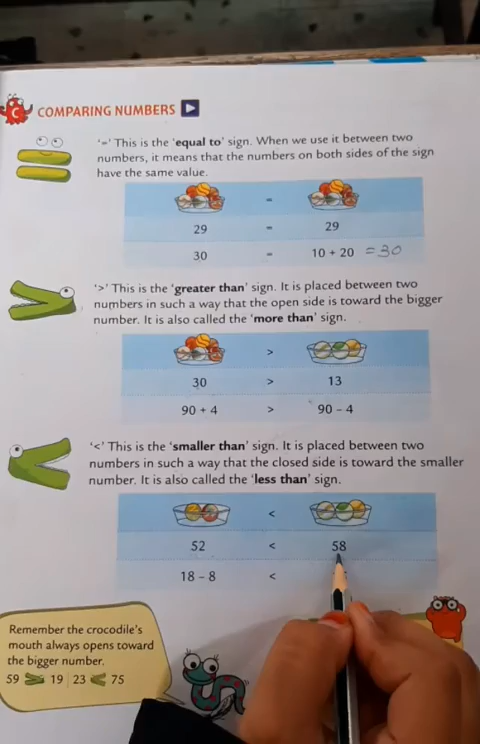 COMPARING NUMBERS
'=' This is the 'equal to' sign. When we use it between two
numbers, it means that the numbers on both sides of the sign
have the same value.
=
29 = 29
30 = 10 + 20 = 30
'>' This is the 'greater than' sign. It is placed between two
numbers in such a way that the open side is toward the bigger
number. It is also called the 'more than' sign.
>
30 > 13
90 + 4 > 90 – 4
'<' This is the 'smaller than' sign. It is placed between two
numbers in such a way that the closed side is toward the smaller
number. It is also called the 'less than' sign.
<
52 < 58
18 – 8 <
Remember the crocodile's
mouth always opens toward
the bigger number.
59 > 19 23 < 75